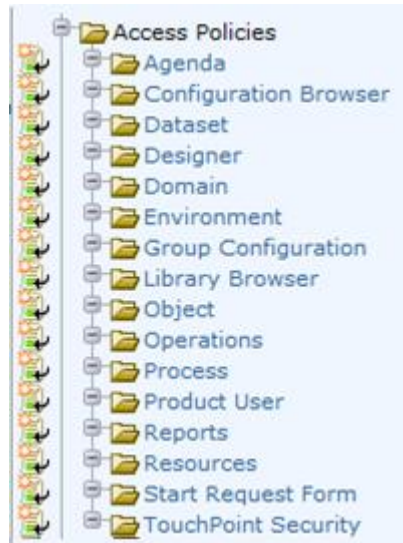 Access Policies
Agenda
Configuration Browser
Dataset
Designer
Domain
Environment
Group Configuration
Library Browser
Object
Operations
Process
Product User
Reports
Resources
Start Request Form
TouchPoint Security